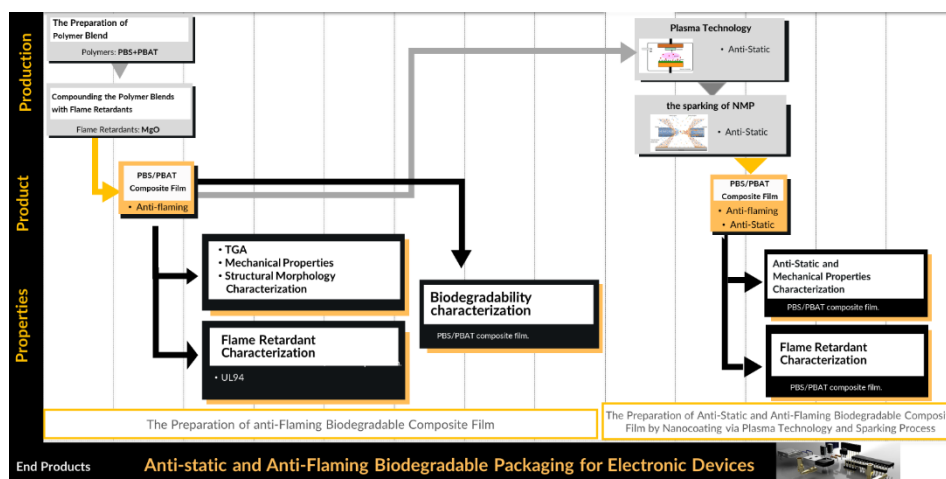 Production
The Preparation of
Polymer Blend
Polymers: PBS+PBAT
Compounding the Polymer Blends
with Flame Retardants
Flame Retardants: MgO
Plasma Technology
• Anti-Static
the sparking of NMP
• Anti-Static
Product
PBS/PBAT
Composite Film
• Anti-flaming
PBS/PBAT
Composite Film
• Anti-flaming
• Anti-Static
Properties
• TGA
• Mechanical Properties
• Structural Morphology
Characterization
Flame Retardant
Characterization
• UL94
Biodegradability
characterization
PBS/PBAT composite film.
Anti-Static and
Mechanical Properties
Characterization
PBS/PBAT composite film.
Flame Retardant
Characterization
PBS/PBAT composite film.
The Preparation of anti-Flaming Biodegradable Composite Film
The Preparation of Anti-Static and Anti-Flaming Biodegradable Composi
Film by Nanocoating via Plasma Technology and Sparking Process
End Products
Anti-static and Anti-Flaming Biodegradable Packaging for Electronic Devices